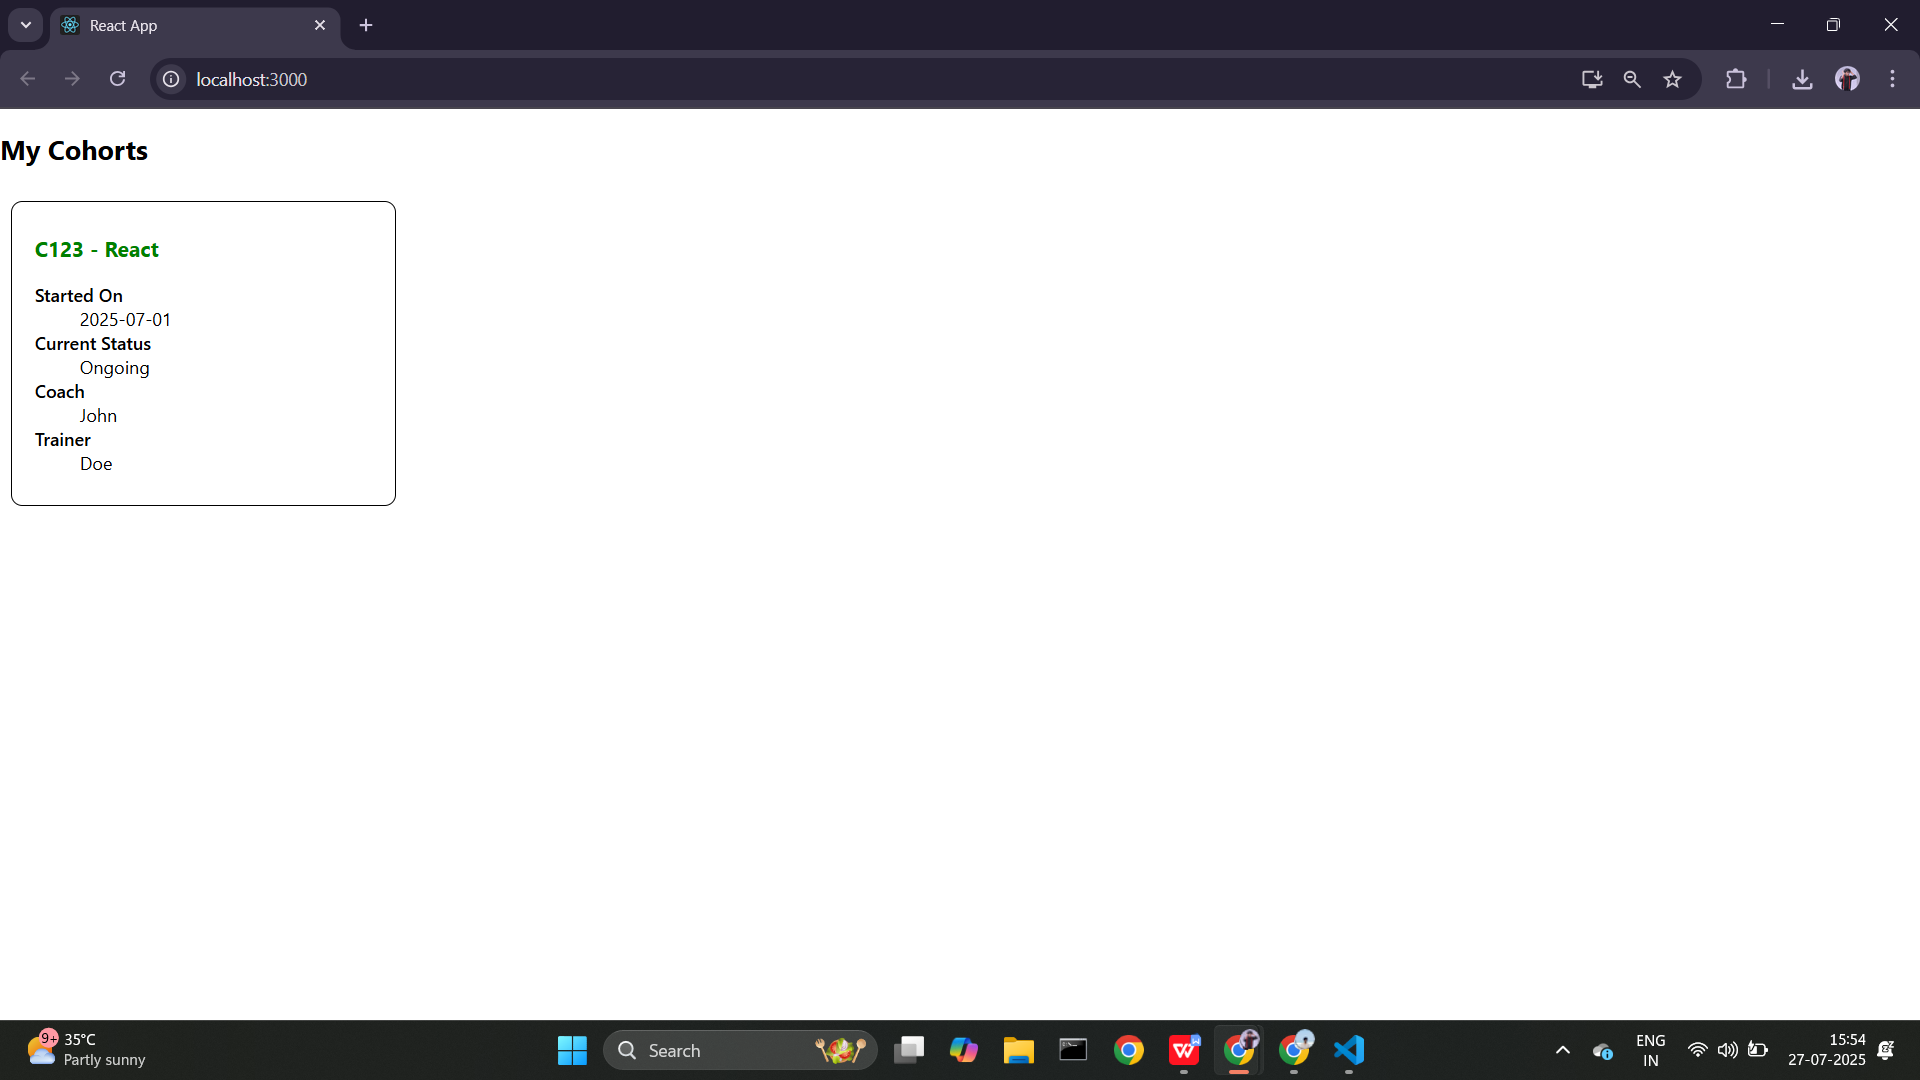 React App
localhost:3000
My Cohorts
C123 - React
Started On
2025-07-01
Current Status
Ongoing
Coach
John
Trainer
Doe
9+
35°C
Partly sunny
Search
ENG
IN
15:54
27-07-2025